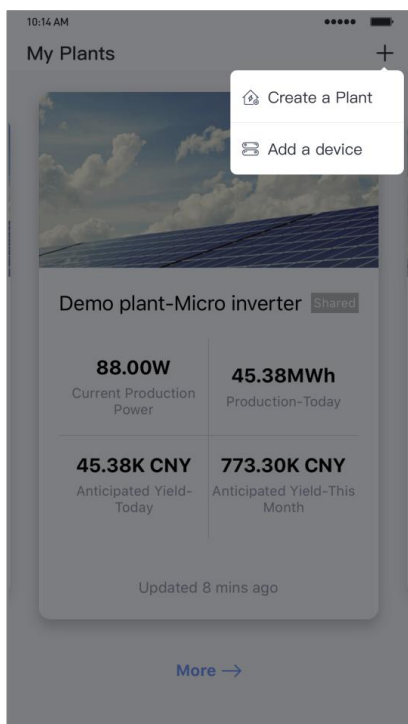 10:14 AM
My Plants
Create a Plant
Add a device
Demo plant-Micro inverter Shared
88.00W
Current Production
Power
45.38MWh
Production-Today
45.38K CNY
Anticipated Yield-
Today
773.30K CNY
Anticipated Yield-This
Month
Updated 8 mins ago
More →